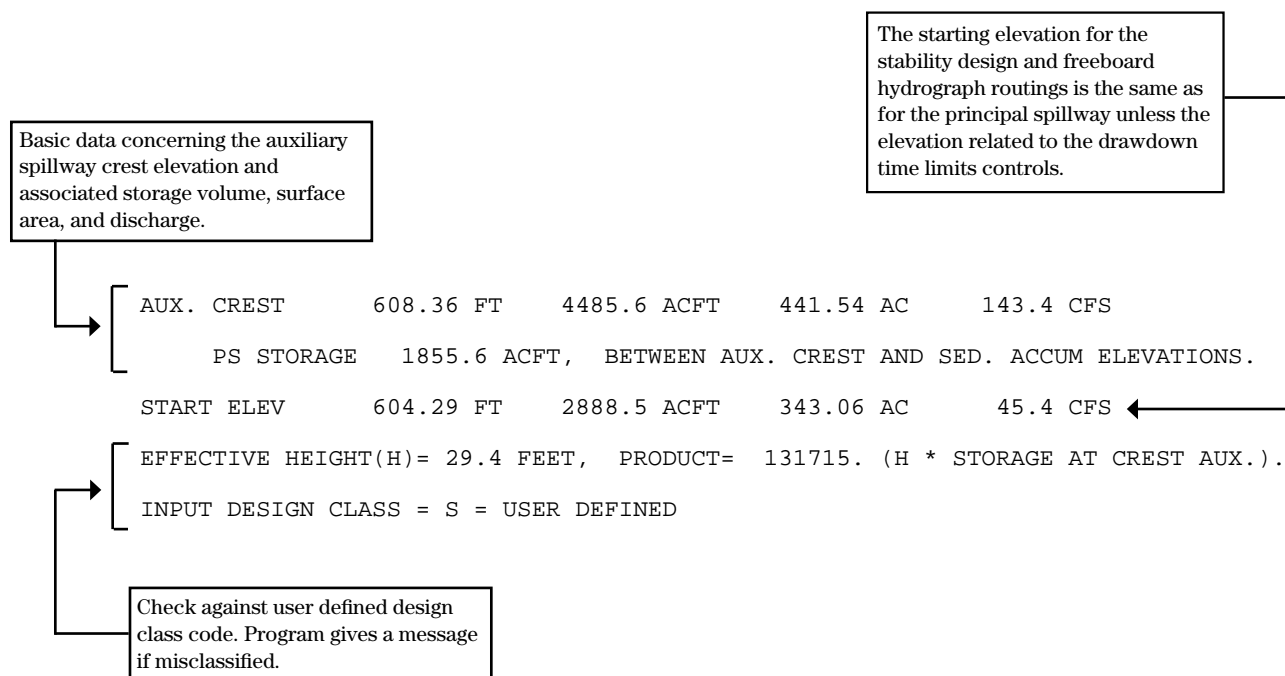 The starting elevation for the
stability design and freeboard
hydrograph routings is the same as
for the principal spillway unless the
elevation related to the drawdown
time limits controls.
Basic data concerning the auxiliary
spillway crest elevation and
associated storage volume, surface
area, and discharge.
AUX. CREST 608.36 FT 4485.6 ACFT 441.54 AC 143.4 CFS
PS STORAGE 1855.6 ACFT, BETWEEN AUX. CREST AND SED. ACCUM ELEVATIONS.
START ELEV 604.29 FT 2888.5 ACFT 343.06 AC 45.4 CFS
EFFECTIVE HEIGHT(H)= 29.4 FEET, PRODUCT= 131715. (H * STORAGE AT CREST AUX.).
INPUT DESIGN CLASS = S = USER DEFINED
Check against user defined design
class code. Program gives a message
if misclassified.